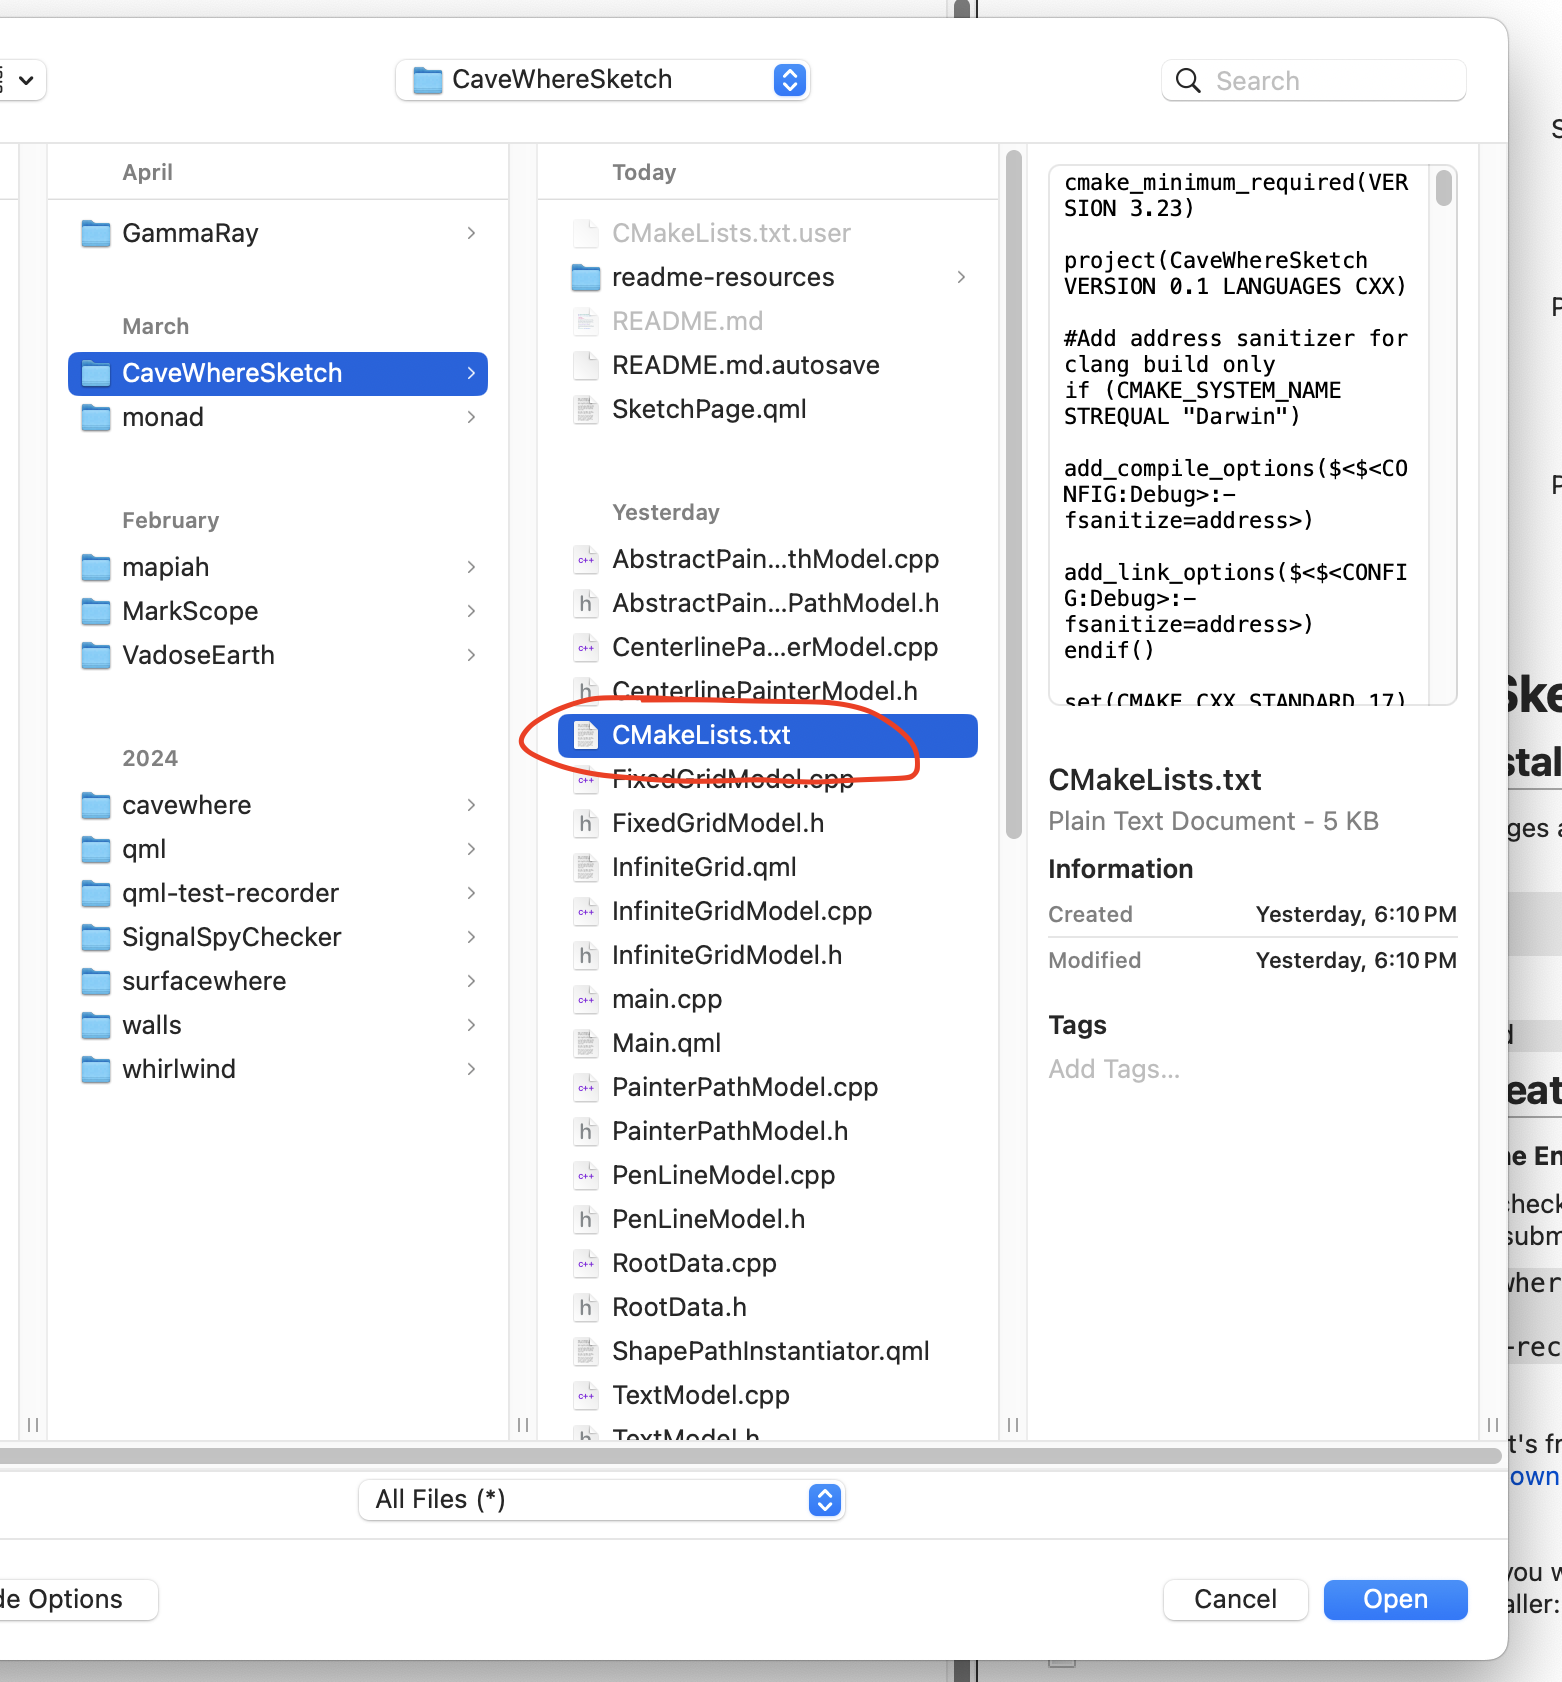 CaveWhereSketch
Search
April
GammaRay
March
CaveWhereSketch
monad
February
mapiah
MarkScope
VadoseEarth
2024
cavewhere
qml
qml-test-recorder
SignalSpyChecker
surfacewhere
walls
whirlwind
Today
CMakeLists.txt.user
readme-resources
README.md
README.md.autosave
SketchPage.qml
Yesterday
AbstractPain...thModel.cpp
AbstractPain...PathModel.h
CenterlinePa...erModel.cpp
CenterlinePainterModel.h
CMakeLists.txt
FixedGridModel.cpp
FixedGridModel.h
InfiniteGrid.qml
InfiniteGridModel.cpp
InfiniteGridModel.h
main.cpp
Main.qml
PainterPathModel.cpp
PainterPathModel.h
PenLineModel.cpp
PenLineModel.h
RootData.cpp
RootData.h
ShapePathInstantiator.qml
TextModel.cpp
TextModel.h
cmake_minimum_required(VER
SION 3.23)
project(CaveWhereSketch
VERSION 0.1 LANGUAGES CXX)
#Add address sanitizer for
clang build only
if (CMAKE_SYSTEM_NAME
STREQUAL "Darwin")
add_compile_options($<$<CO
NFIG:Debug>:-
fsanitize=address>)
add_link_options($<$<CONFI
G:Debug>:-
fsanitize=address>)
endif()
set(CMAKE_CXX_STANDARD 17)
CMakeLists.txt
Plain Text Document - 5 KB
Information
Created Yesterday, 6:10 PM
Modified Yesterday, 6:10 PM
Tags
Add Tags...
All Files (*)
de Options
Cancel
Open